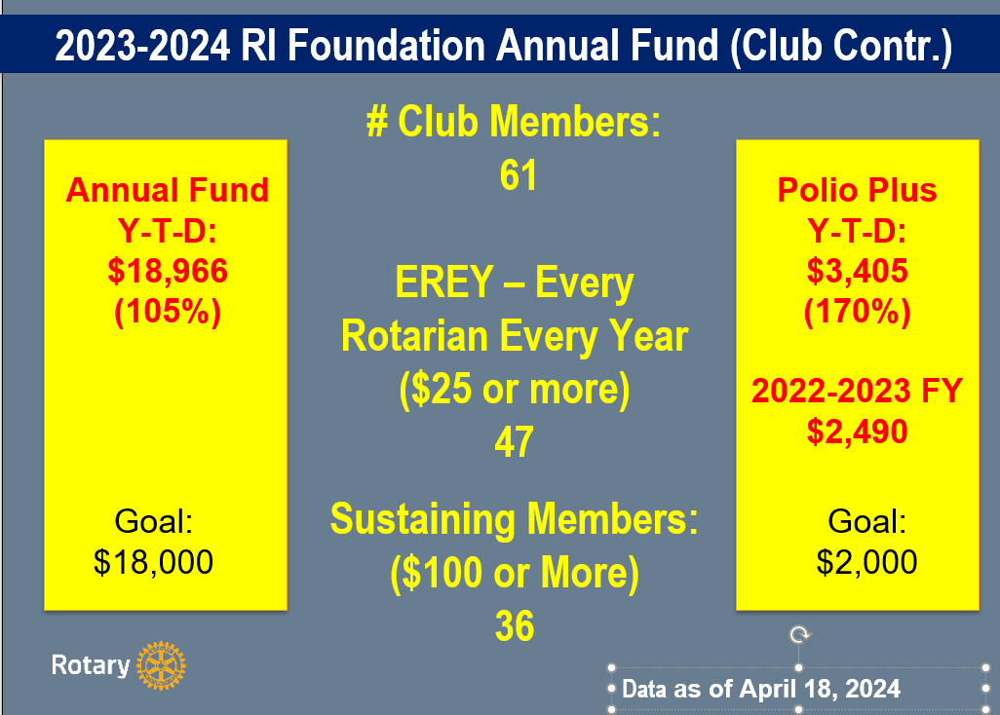 2023-2024 RI Foundation Annual Fund (Club Contr.)
# Club Members:
61
Annual Fund
Y-T-D:
$18,966
(105%)
Goal:
$18,000
EREY – Every
Rotarian Every Year
($25 or more)
47
Sustaining Members:
($100 or More)
36
Polio Plus
Y-T-D:
$3,405
(170%)
2022-2023 FY
$2,490
Goal:
$2,000
Rotary
Data as of April 18, 2024